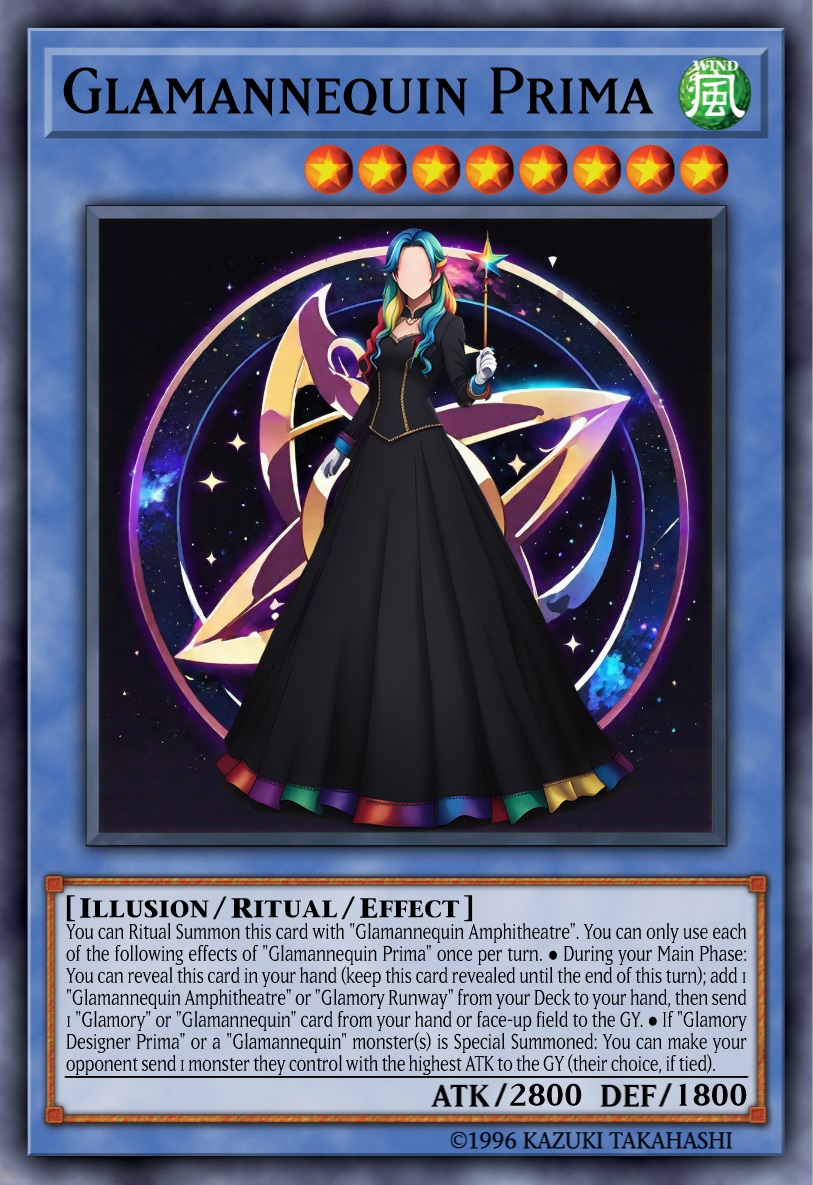 Glamannequin Prima
WIND
風
[Illusion/Ritual/Effect]
You can Ritual Summon this card with "Glamannequin Amphitheatre". You can only use each
of the following effects of "Glamannequin Prima" once per turn. ● During your Main Phase:
You can reveal this card in your hand (keep this card revealed until the end of this turn); add 1
"Glamannequin Amphitheatre" or "Glamory Runway" from your Deck to your hand, then send
1 "Glamory" or "Glamannequin" card from your hand or face-up field to the GY. ● If "Glamory
Designer Prima" or a "Glamannequin" monster(s) is Special Summoned: You can make your
opponent send 1 monster they control with the highest ATK to the GY (their choice, if tied).
ATK/2800 DEF/1800
©1996 KAZUKI TAKAHASHI